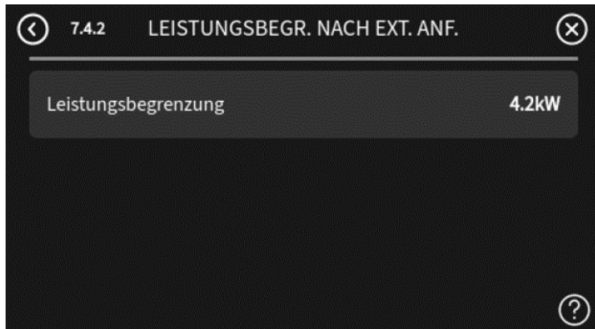 7.4.2 LEISTUNGSBEGR. NACH EXT. ANF.
Leistungsbegrenzung 4.2kW
?